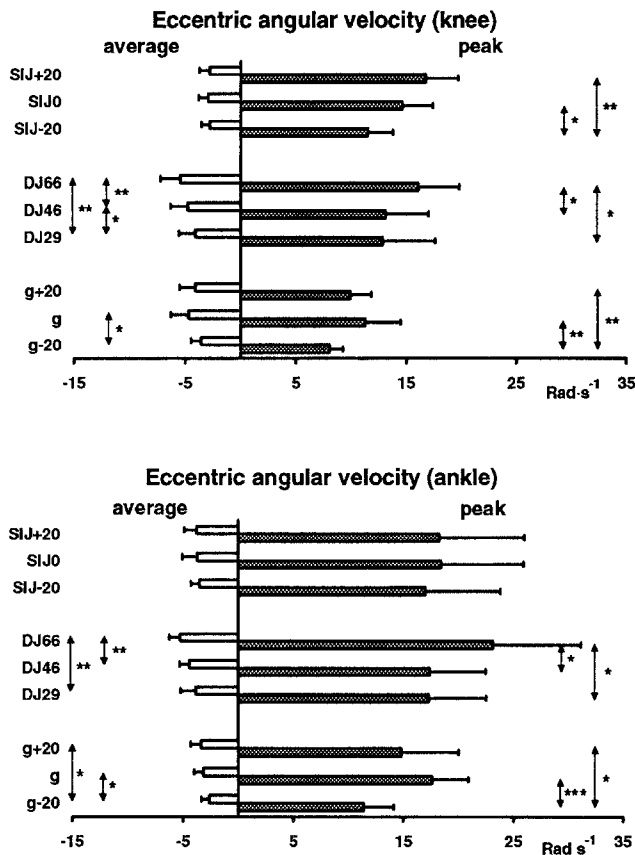 Eccentric angular velocity (knee)
average peak
SIJ+20
SIJ0 * **
SIJ-20
DJ66 ** *
DJ46 ** * *
DJ29
g+20
g * ** **
g-20
-15 -5 5 15 25 35
Rad·s-1
Eccentric angular velocity (ankle)
average peak
SIJ+20
SIJ0
SIJ-20
DJ66 ** *
DJ46 ** *
DJ29
g+20
g * * *** *
g-20
-15 -5 5 15 25 35
Rad s-1